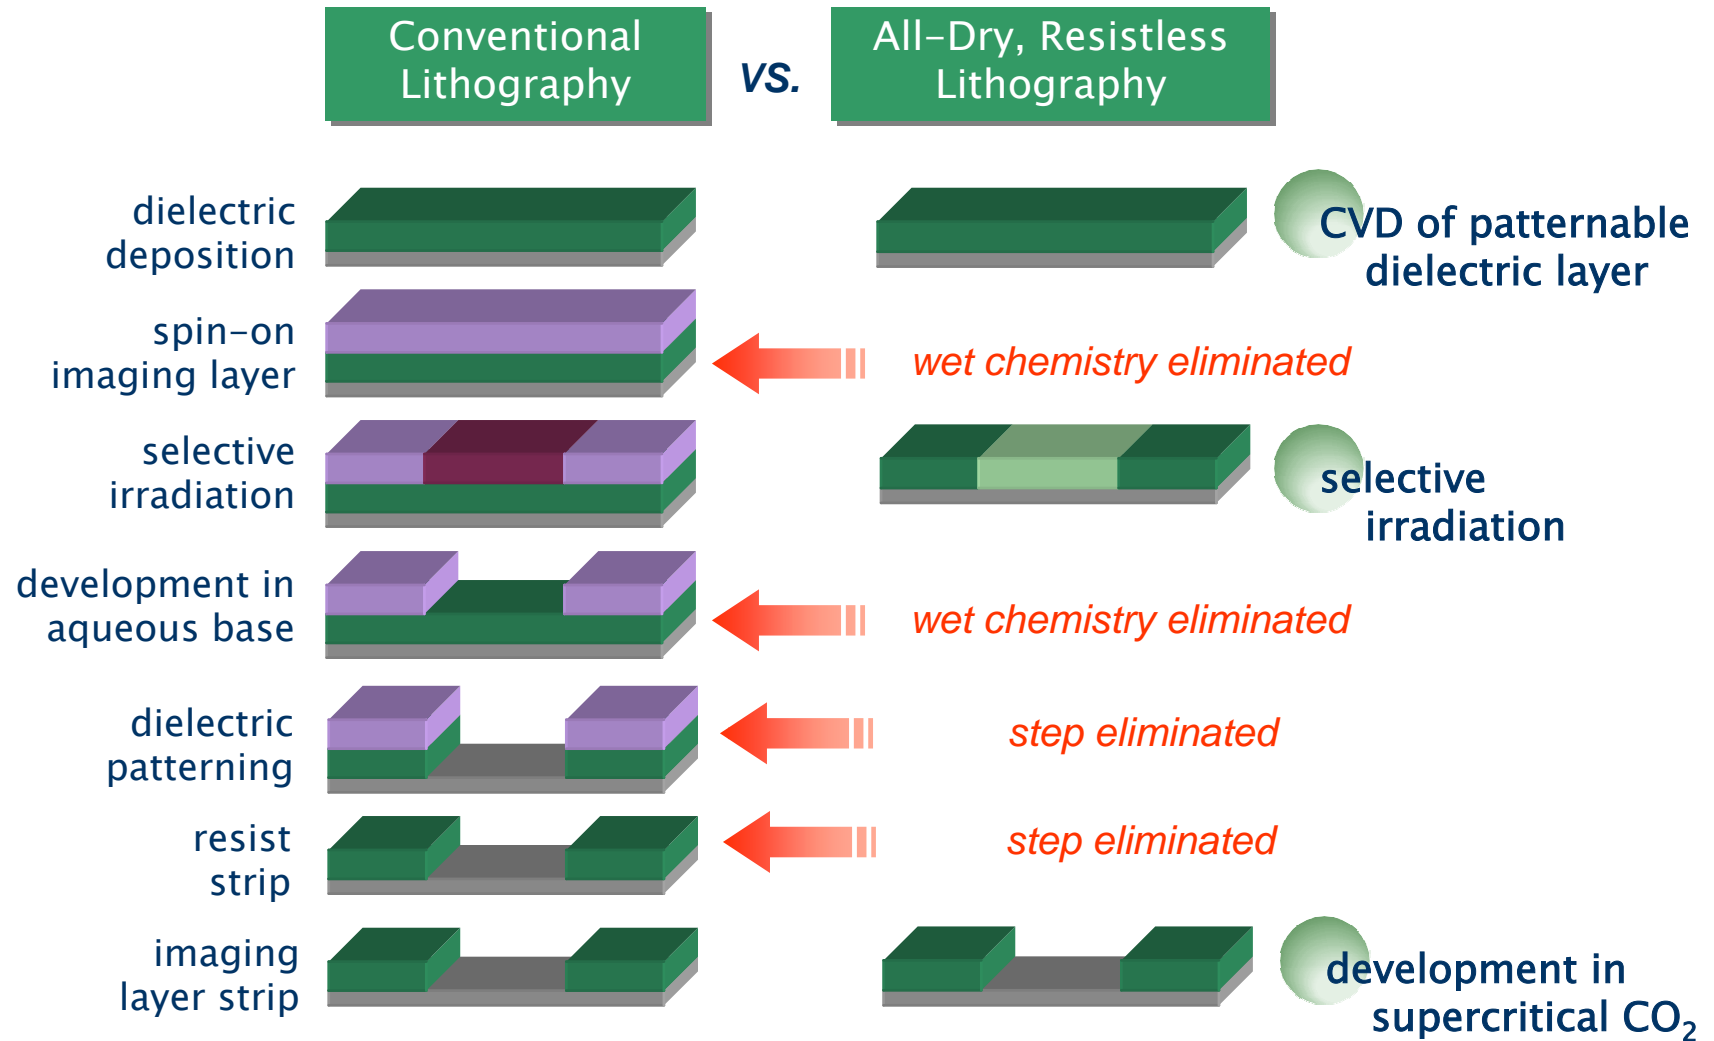 Conventional
Lithography
vs.
All-Dry, Resistless
Lithography
dielectric
deposition
CVD of patternable
dielectric layer
spin-on
imaging layer
wet chemistry eliminated
selective
irradiation
selective
irradiation
development in
aqueous base
wet chemistry eliminated
dielectric
patterning
step eliminated
resist
strip
step eliminated
imaging
layer strip
development in
supercritical CO₂